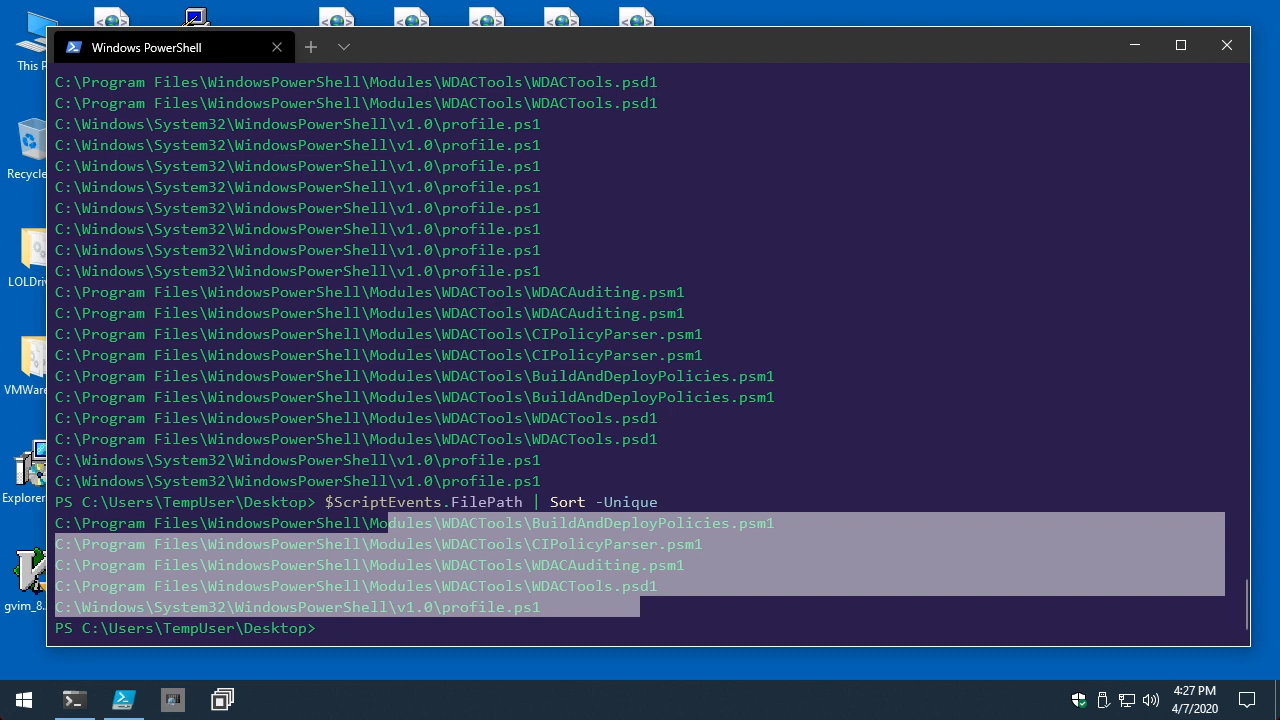 This P
Recycle
LOLDriv
VMWare
Explorer
gvim_8.
Windows PowerShell
C:\Program Files\WindowsPowerShell\Modules\WDACTools\WDACTools.psd1
C:\Program Files\WindowsPowerShell\Modules\WDACTools\WDACTools.psd1
C:\Windows\System32\WindowsPowerShell\v1.0\profile.ps1
C:\Windows\System32\WindowsPowerShell\v1.0\profile.ps1
C:\Windows\System32\WindowsPowerShell\v1.0\profile.ps1
C:\Windows\System32\WindowsPowerShell\v1.0\profile.ps1
C:\Windows\System32\WindowsPowerShell\v1.0\profile.ps1
C:\Windows\System32\WindowsPowerShell\v1.0\profile.ps1
C:\Windows\System32\WindowsPowerShell\v1.0\profile.ps1
C:\Windows\System32\WindowsPowerShell\v1.0\profile.ps1
C:\Program Files\WindowsPowerShell\Modules\WDACTools\WDACAuditing.psm1
C:\Program Files\WindowsPowerShell\Modules\WDACTools\WDACAuditing.psm1
C:\Program Files\WindowsPowerShell\Modules\WDACTools\CIPolicyParser.psm1
C:\Program Files\WindowsPowerShell\Modules\WDACTools\CIPolicyParser.psm1
C:\Program Files\WindowsPowerShell\Modules\WDACTools\BuildAndDeployPolicies.psm1
C:\Program Files\WindowsPowerShell\Modules\WDACTools\BuildAndDeployPolicies.psm1
C:\Program Files\WindowsPowerShell\Modules\WDACTools\WDACTools.psd1
C:\Program Files\WindowsPowerShell\Modules\WDACTools\WDACTools.psd1
C:\Windows\System32\WindowsPowerShell\v1.0\profile.ps1
C:\Windows\System32\WindowsPowerShell\v1.0\profile.ps1
PS C:\Users\TempUser\Desktop> $ScriptEvents.FilePath | Sort -Unique
C:\Program Files\WindowsPowerShell\Modules\WDACTools\BuildAndDeployPolicies.psm1
C:\Program Files\WindowsPowerShell\Modules\WDACTools\CIPolicyParser.psm1
C:\Program Files\WindowsPowerShell\Modules\WDACTools\WDACAuditing.psm1
C:\Program Files\WindowsPowerShell\Modules\WDACTools\WDACTools.psd1
C:\Windows\System32\WindowsPowerShell\v1.0\profile.ps1
PS C:\Users\TempUser\Desktop>
4:27 PM
4/7/2020